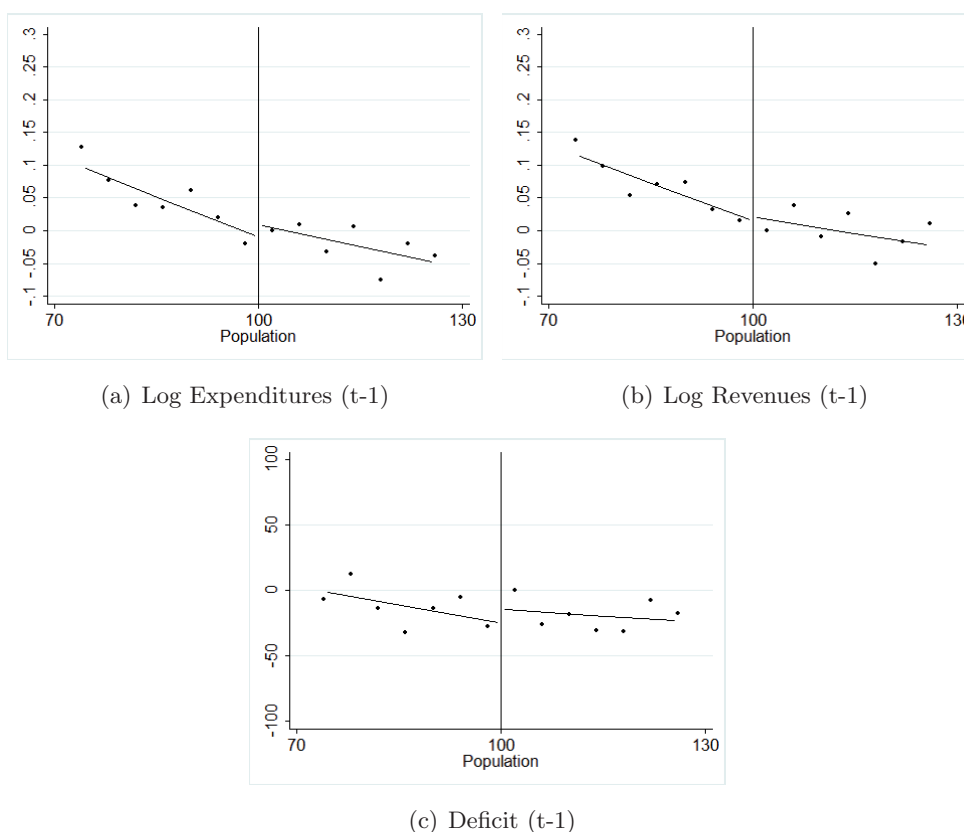 .3
.25
.2
.15
.1
.05
0
-.05
-.1
70 100 130
Population
(a) Log Expenditures (t-1)
.3
.25
.2
.15
.1
.05
0
-.05
-.1
70 100 130
Population
(b) Log Revenues (t-1)
100
50
0
-50
-100
70 100 130
Population
(c) Deficit (t-1)